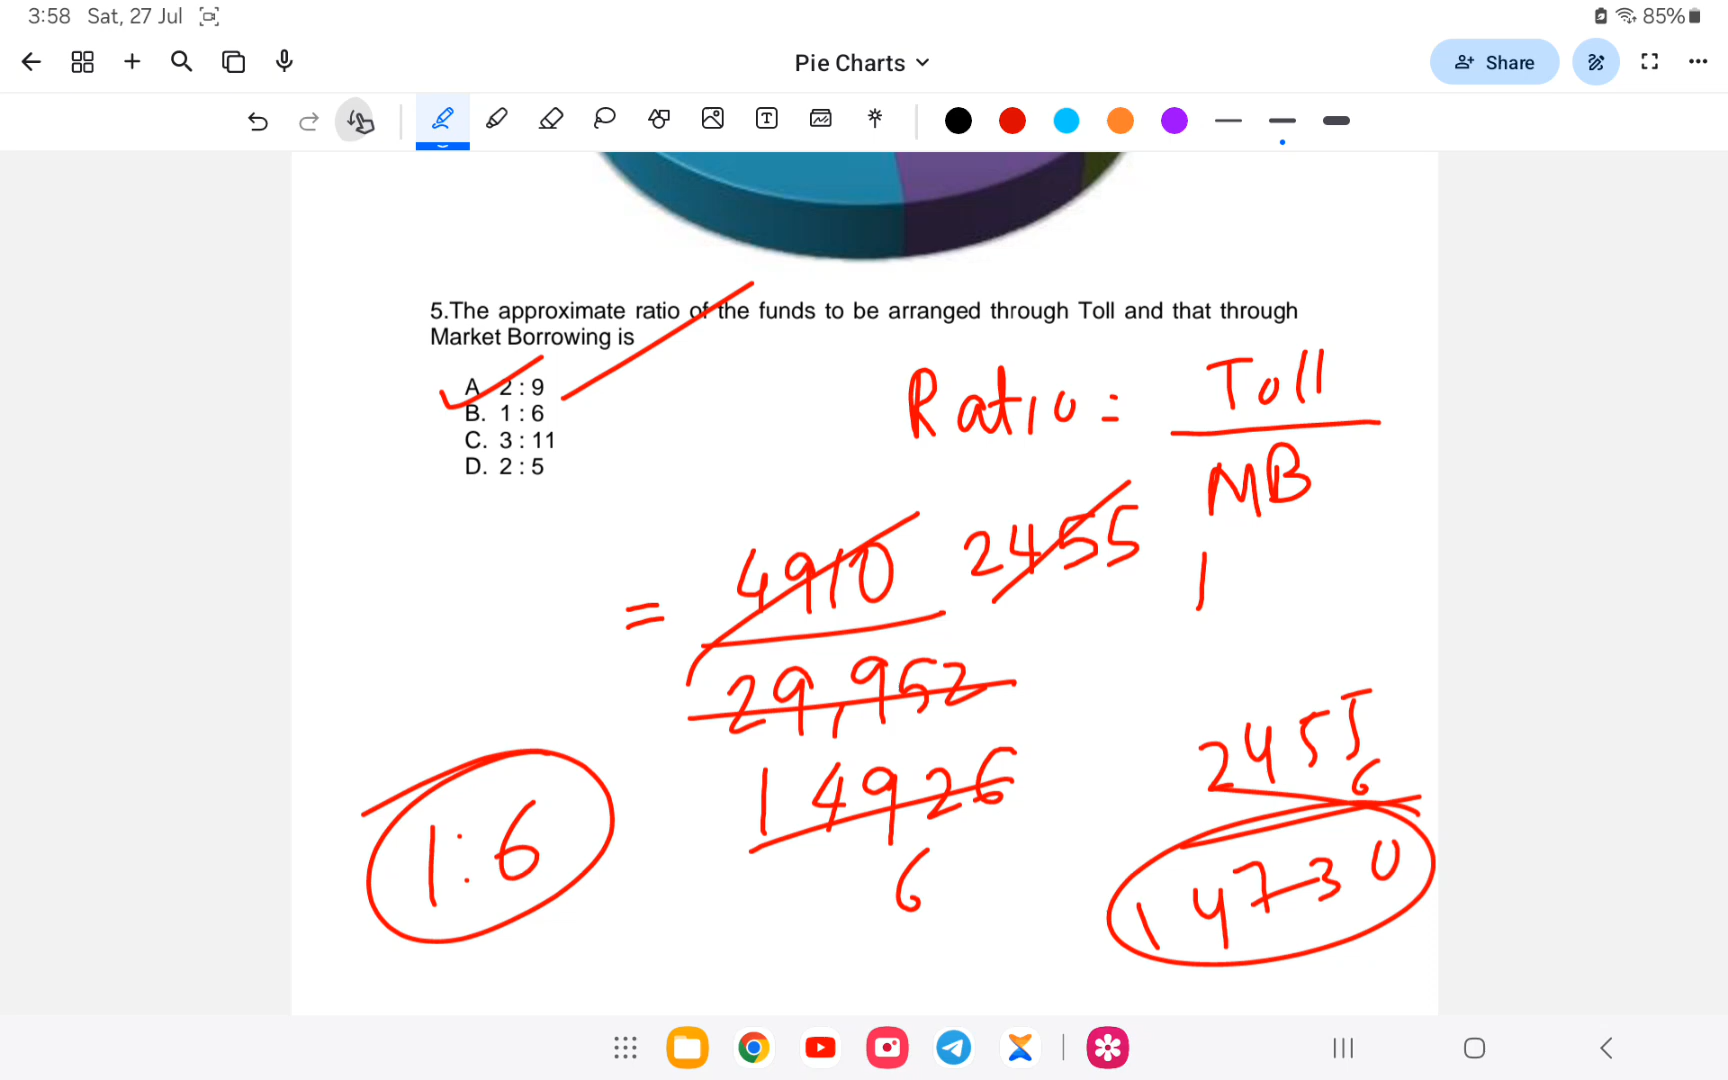 3:58 Sat, 27 Jul 85%
Pie Charts
Share
5.The approximate ratio of the funds to be arranged through Toll and that through
Market Borrowing is
A. 2 : 9
B. 1 : 6
C. 3 : 11
D. 2 : 5
Ratio = Toll
MB
= 4910 2455 1
29,952
14926
6
1:6
2455
6
14730